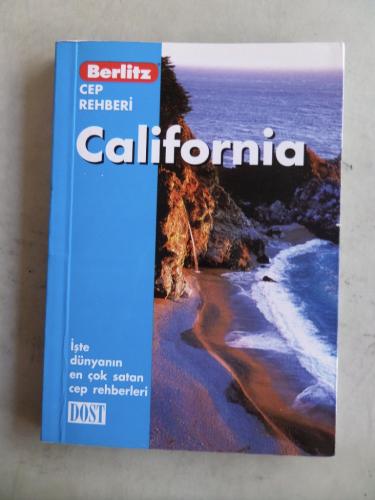 Berlitz
CEP
REHBERİ
California
İşte
dünyanın
en çok satan
cep rehberleri
DOST